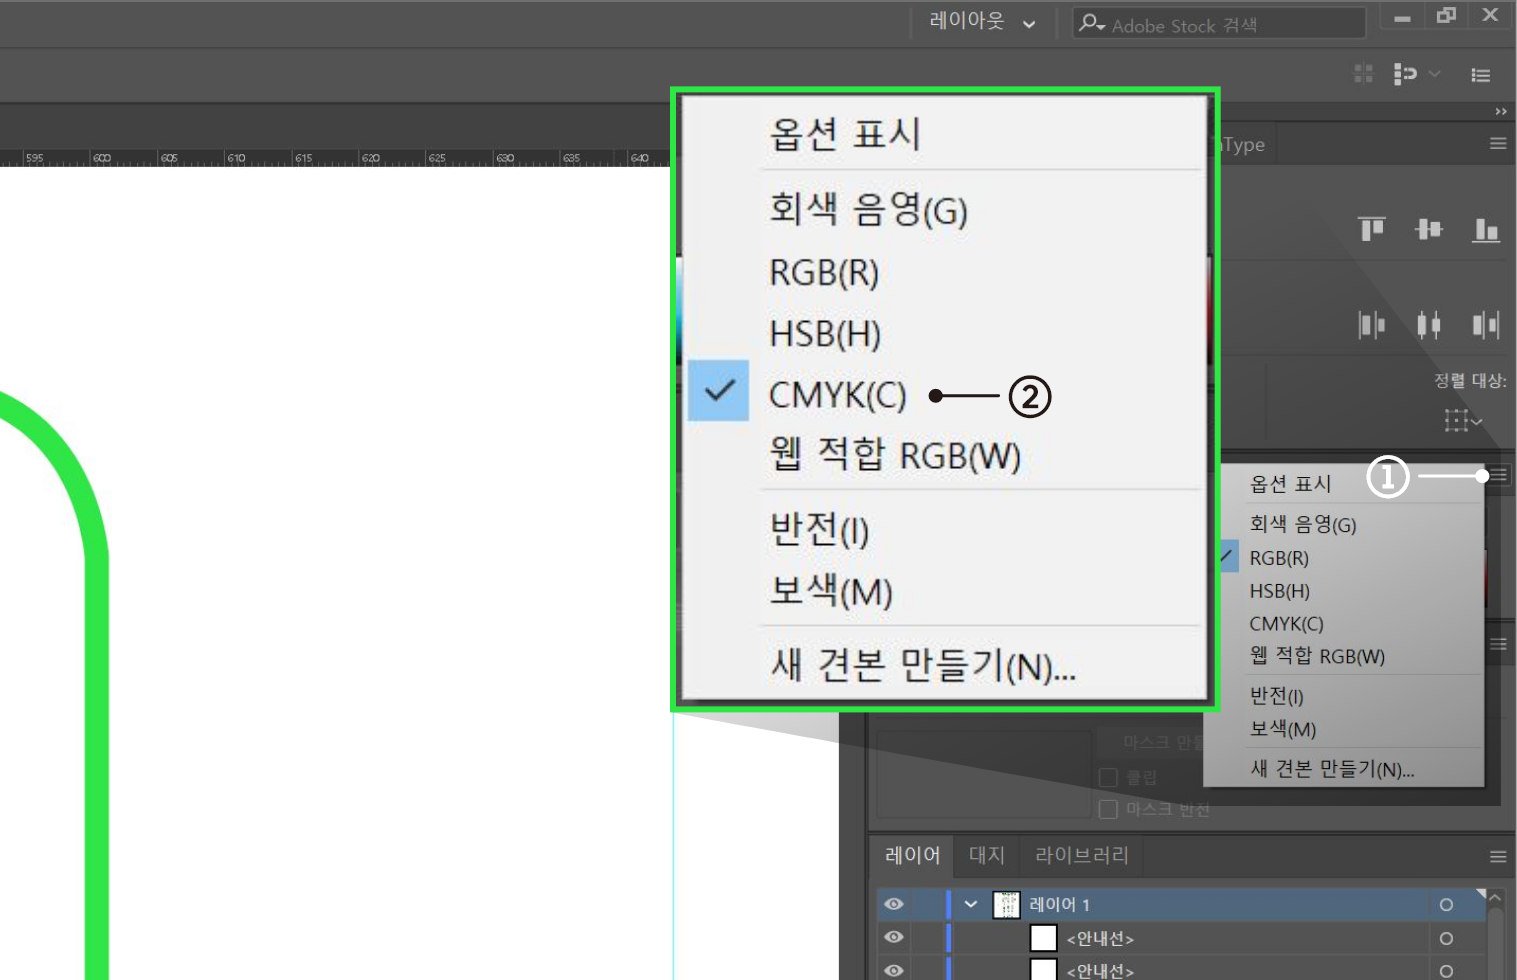 레이아웃
Adobe Stock 검색
595 600 605 610 615 620 625 630 635 640
Type
옵션 표시
회색 음영(G)
RGB(R)
HSB(H)
CMYK(C)
②
웹 적합 RGB(W)
반전(I)
보색(M)
새 견본 만들기(N)...
정렬 대상:
①
옵션 표시
회색 음영(G)
RGB(R)
HSB(H)
CMYK(C)
웹 적합 RGB(W)
반전(I)
보색(M)
새 견본 만들기(N)...
마스크
클립
마스크 반전
레이어 대지 라이브러리
레이어 1
<안내선>
<안내선>